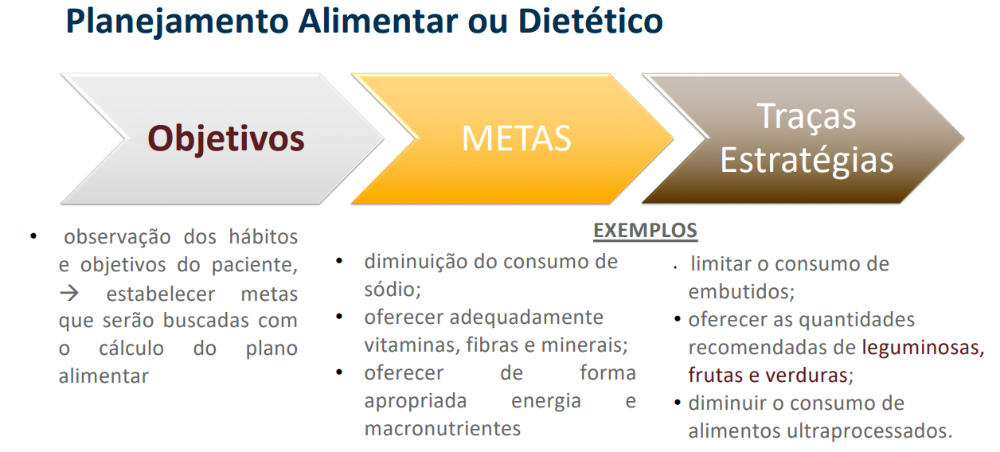 Planejamento Alimentar ou Dietético
Objetivos
METAS
Traças
Estratégias
• observação dos hábitos
e objetivos do paciente,
→ estabelecer metas
que serão buscadas com
o cálculo do plano
alimentar
EXEMPLOS
• diminuição do consumo de
sódio;
• oferecer adequadamente
vitaminas, fibras e minerais;
• oferecer de forma
apropriada energia e
macronutrientes
. limitar o consumo de
embutidos;
• oferecer as quantidades
recomendadas de leguminosas,
frutas e verduras;
• diminuir o consumo de
alimentos ultraprocessados.